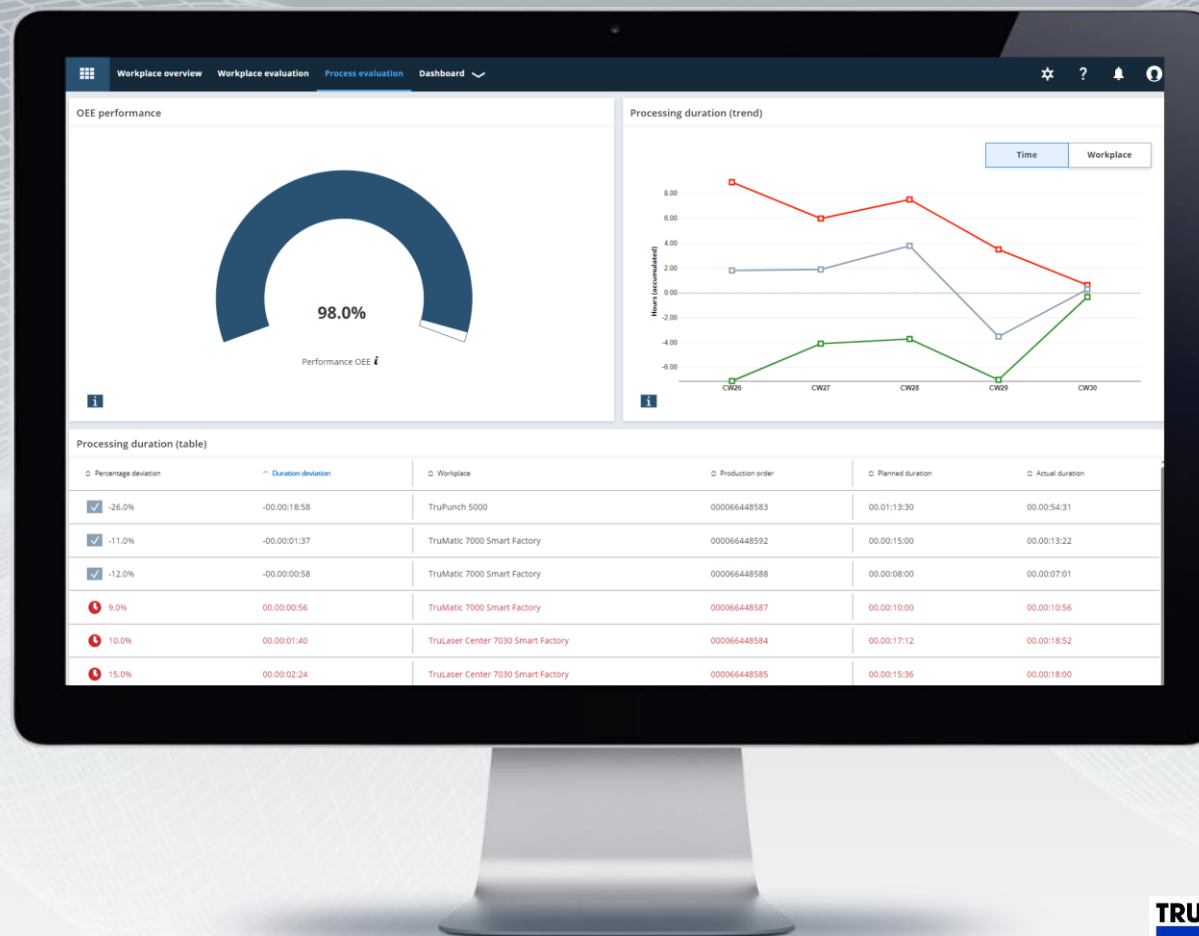 Workplace overview Workplace evaluation Process evaluation Dashboard
?
OEE performance
98.0%
Performance OEE i
i
Processing duration (trend)
Time Workplace
Hours (accumulated)
8.00
6.00
4.00
2.00
0.00
-2.00
-4.00
-6.00
CW26 CW27 CW28 CW29 CW30
i
Processing duration (table)
Percentage deviation Duration deviation Workplace Production order Planned duration Actual duration
-26.0% -00.00:18:58 TruPunch 5000 000066448583 00.01:13:30 00.00:54:31
-11.0% -00.00:01:37 TruMatic 7000 Smart Factory 000066448592 00.00:15:00 00.00:13:22
-12.0% -00.00:00:58 TruMatic 7000 Smart Factory 000066448588 00.00:08:00 00.00:07:01
9.0% 00.00:00:56 TruMatic 7000 Smart Factory 000066448587 00.00:10:00 00.00:10:56
10.0% 00.00:01:40 TruLaser Center 7030 Smart Factory 000066448584 00.00:17:12 00.00:18:52
15.0% 00.00:02:24 TruLaser Center 7030 Smart Factory 000066448585 00.00:15:36 00.00:18:00
TRU